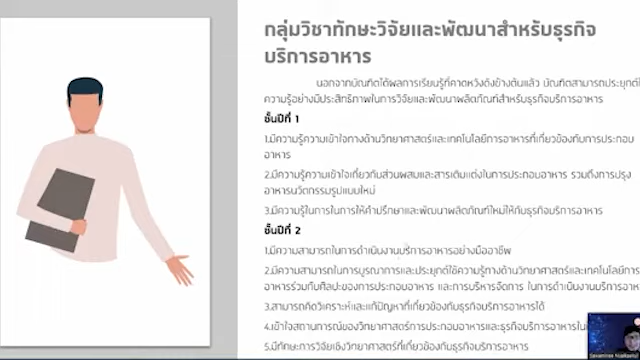 กลุ่มวิชาทักษะวิจัยและพัฒนาสำหรับธุรกิจ
บริการอาหาร
นอกจากบัณฑิตได้ผลการเรียนรู้ที่คาดหวังดังข้างต้นแล้ว บัณฑิตสามารถประยุกต์ใ
ความรู้อย่างมีประสิทธิภาพในการวิจัยและพัฒนาผลิตภัณฑ์สำหรับธุรกิจบริการอาหาร
ชั้นปีที่ 1
1.มีความรู้ความเข้าใจทางด้านวิทยาศาสตร์และเทคโนโลยีการอาหารที่เกี่ยวข้องกับการประกอบ
อาหาร
2.มีความรู้ความเข้าใจเกี่ยวกับส่วนผสมและสารเติมแต่งในการประกอบอาหาร รวมถึงการปรุง
อาหารนวัตกรรมรูปแบบใหม่
3.มีความรู้ในการในการให้คำปรึกษาและพัฒนาผลิตภัณฑ์ใหม่ให้กับธุรกิจบริการอาหาร
ชั้นปีที่ 2
1.มีความสามารถในการดำเนินงานบริการอาหารอย่างมืออาชีพ
2.มีความสามารถในการบูรณาการและประยุกต์ใช้ความรู้ทางด้านวิทยาศาสตร์และเทคโนโลยีการ
อาหารร่วมกับศิลปะของการประกอบอาหาร และการบริหารจัดการ ในการดำเนินงานบริการอาห
3.สามารถคิดวิเคราะห์และแก้ปัญหาที่เกี่ยวข้องกับธุรกิจบริการอาหารได้
4.เข้าใจสถานการณ์ของวิทยาศาสตร์การประกอบอาหารและธุรกิจบริการอาหารใน
5.มีทักษะการวิจัยเชิงวิทยาศาสตร์ที่เกี่ยวข้องกับธุรกิจบริการอาหาร